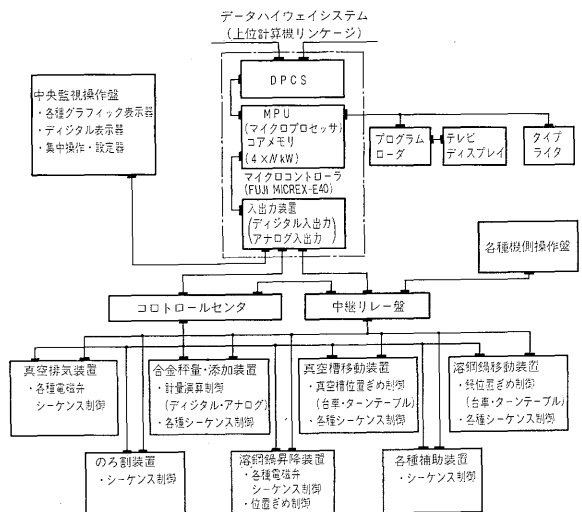 データハイウェイシステム
(上位計算機リンケージ)
DPCS
中央監視操作盤
・各種グラフィック表示器
・ディジタル表示器
・集中操作・設定器
MPU
(マイクロプロセッサ)
コアメモリ
(4×NkW)
プログラム
ローダ
テレビ
ディスプレイ
タイプ
ライタ
マイクロコントローラ
(FUJI MICREX-E40)
入出力装置
(ディジタル入出力)
(アナログ入出力)
各種機側操作盤
コロトロールセンタ
中継リレー盤
真空排気装置
・各種電磁弁
シーケンス制御
合金秤量・添加装置
・計量演算制御
(ディジタル・アナログ)
・各種シーケンス制御
真空槽移動装置
・真空槽位置ぎめ制御
(台車・ターンテーブル)
・各種シーケンス制御
溶鋼鍋移動装置
・鍋位置ぎめ制御
(台車・ターンテーブル)
・各種シーケンス制御
のろ割装置
・シーケンス制御
溶鋼鍋昇降装置
・各種電磁弁
シーケンス制御
・位置ぎめ制御
各種補助装置
・シーケンス制御